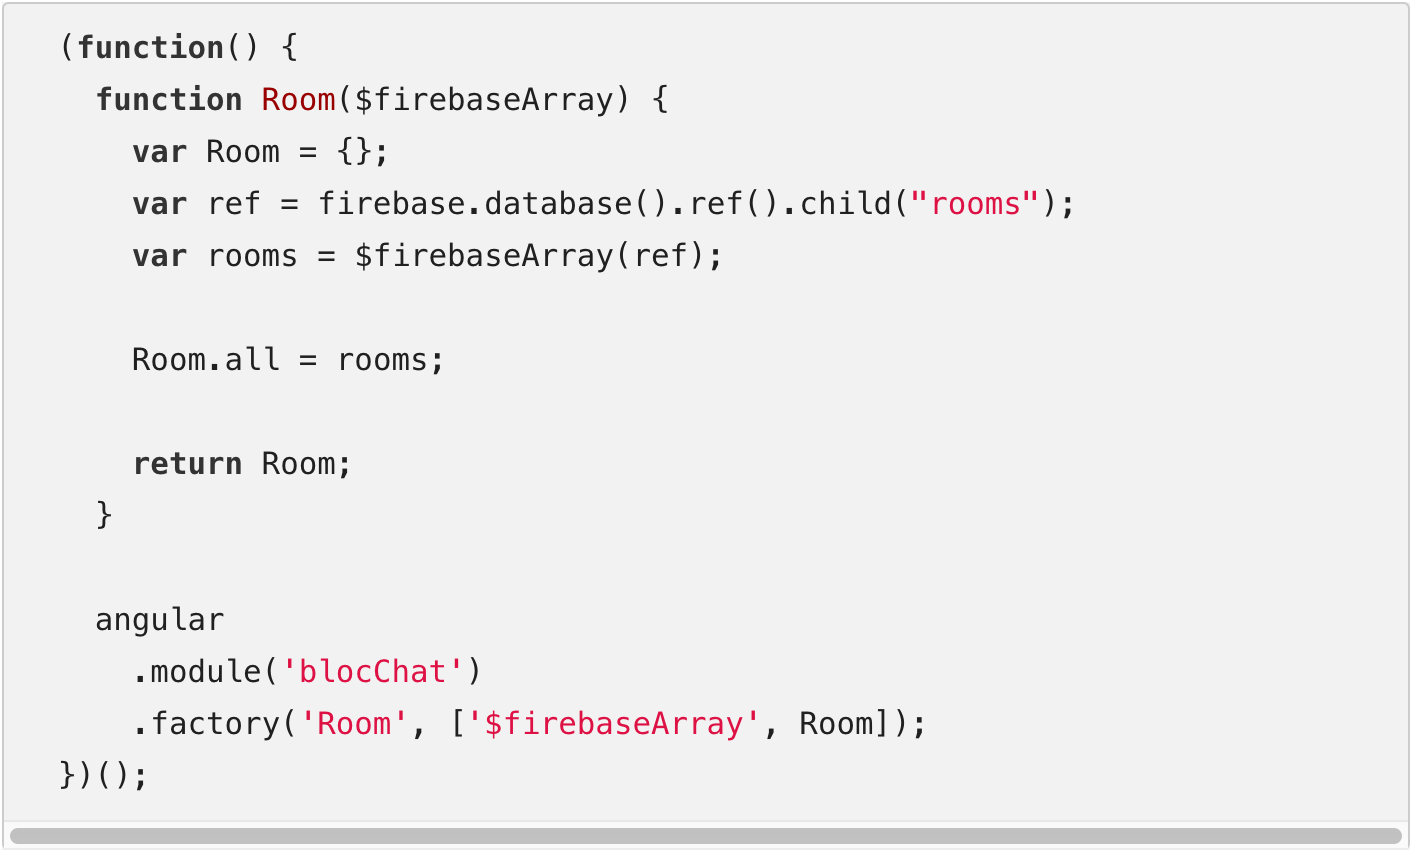 (function() {
  function Room($firebaseArray) {
    var Room = {};
    var ref = firebase.database().ref().child("rooms");
    var rooms = $firebaseArray(ref);

    Room.all = rooms;

    return Room;
  }

  angular
    .module('blocChat')
    .factory('Room', ['$firebaseArray', Room]);
})();